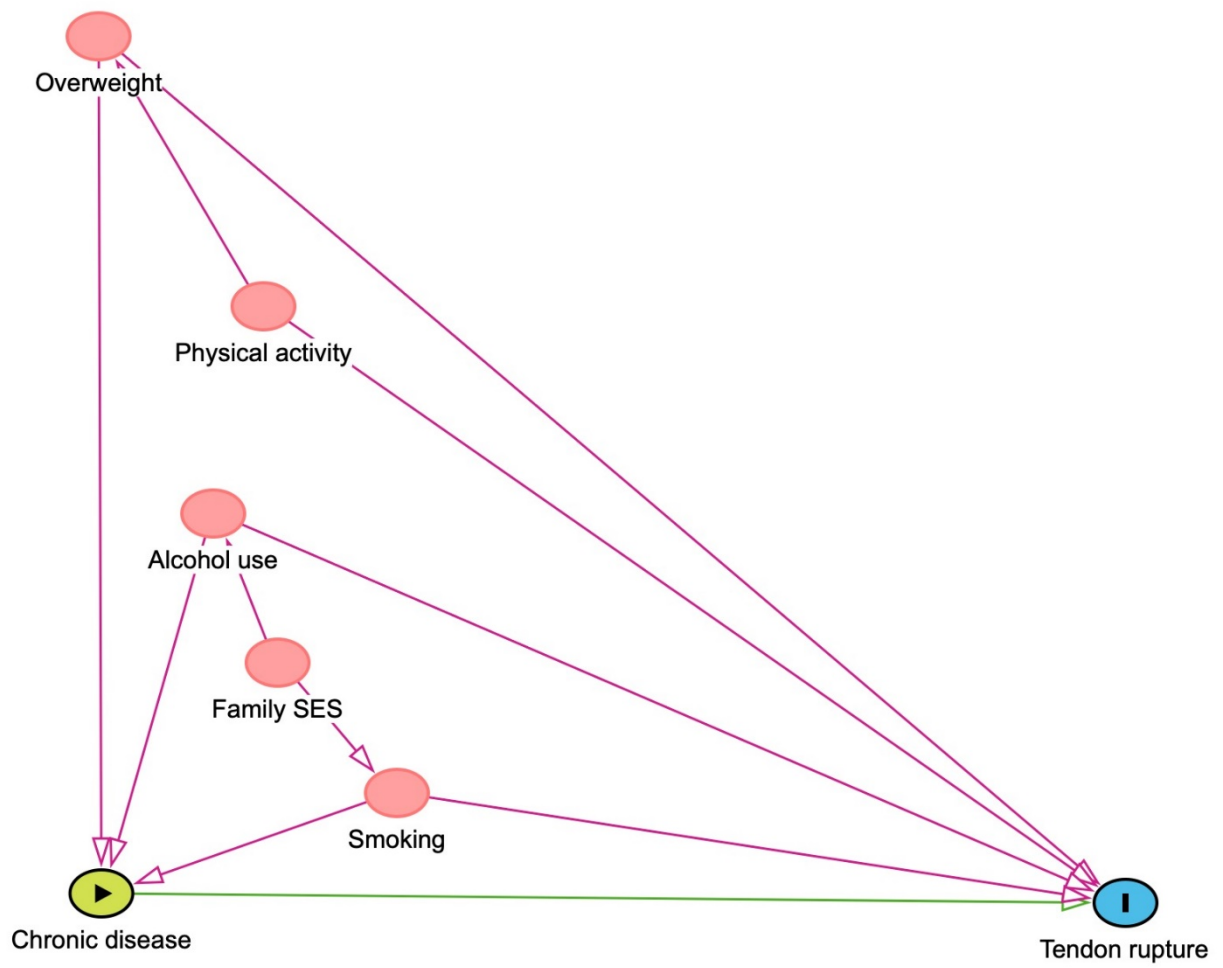 Overweight
Physical activity
Alcohol use
Family SES
Smoking
Chronic disease
Tendon rupture